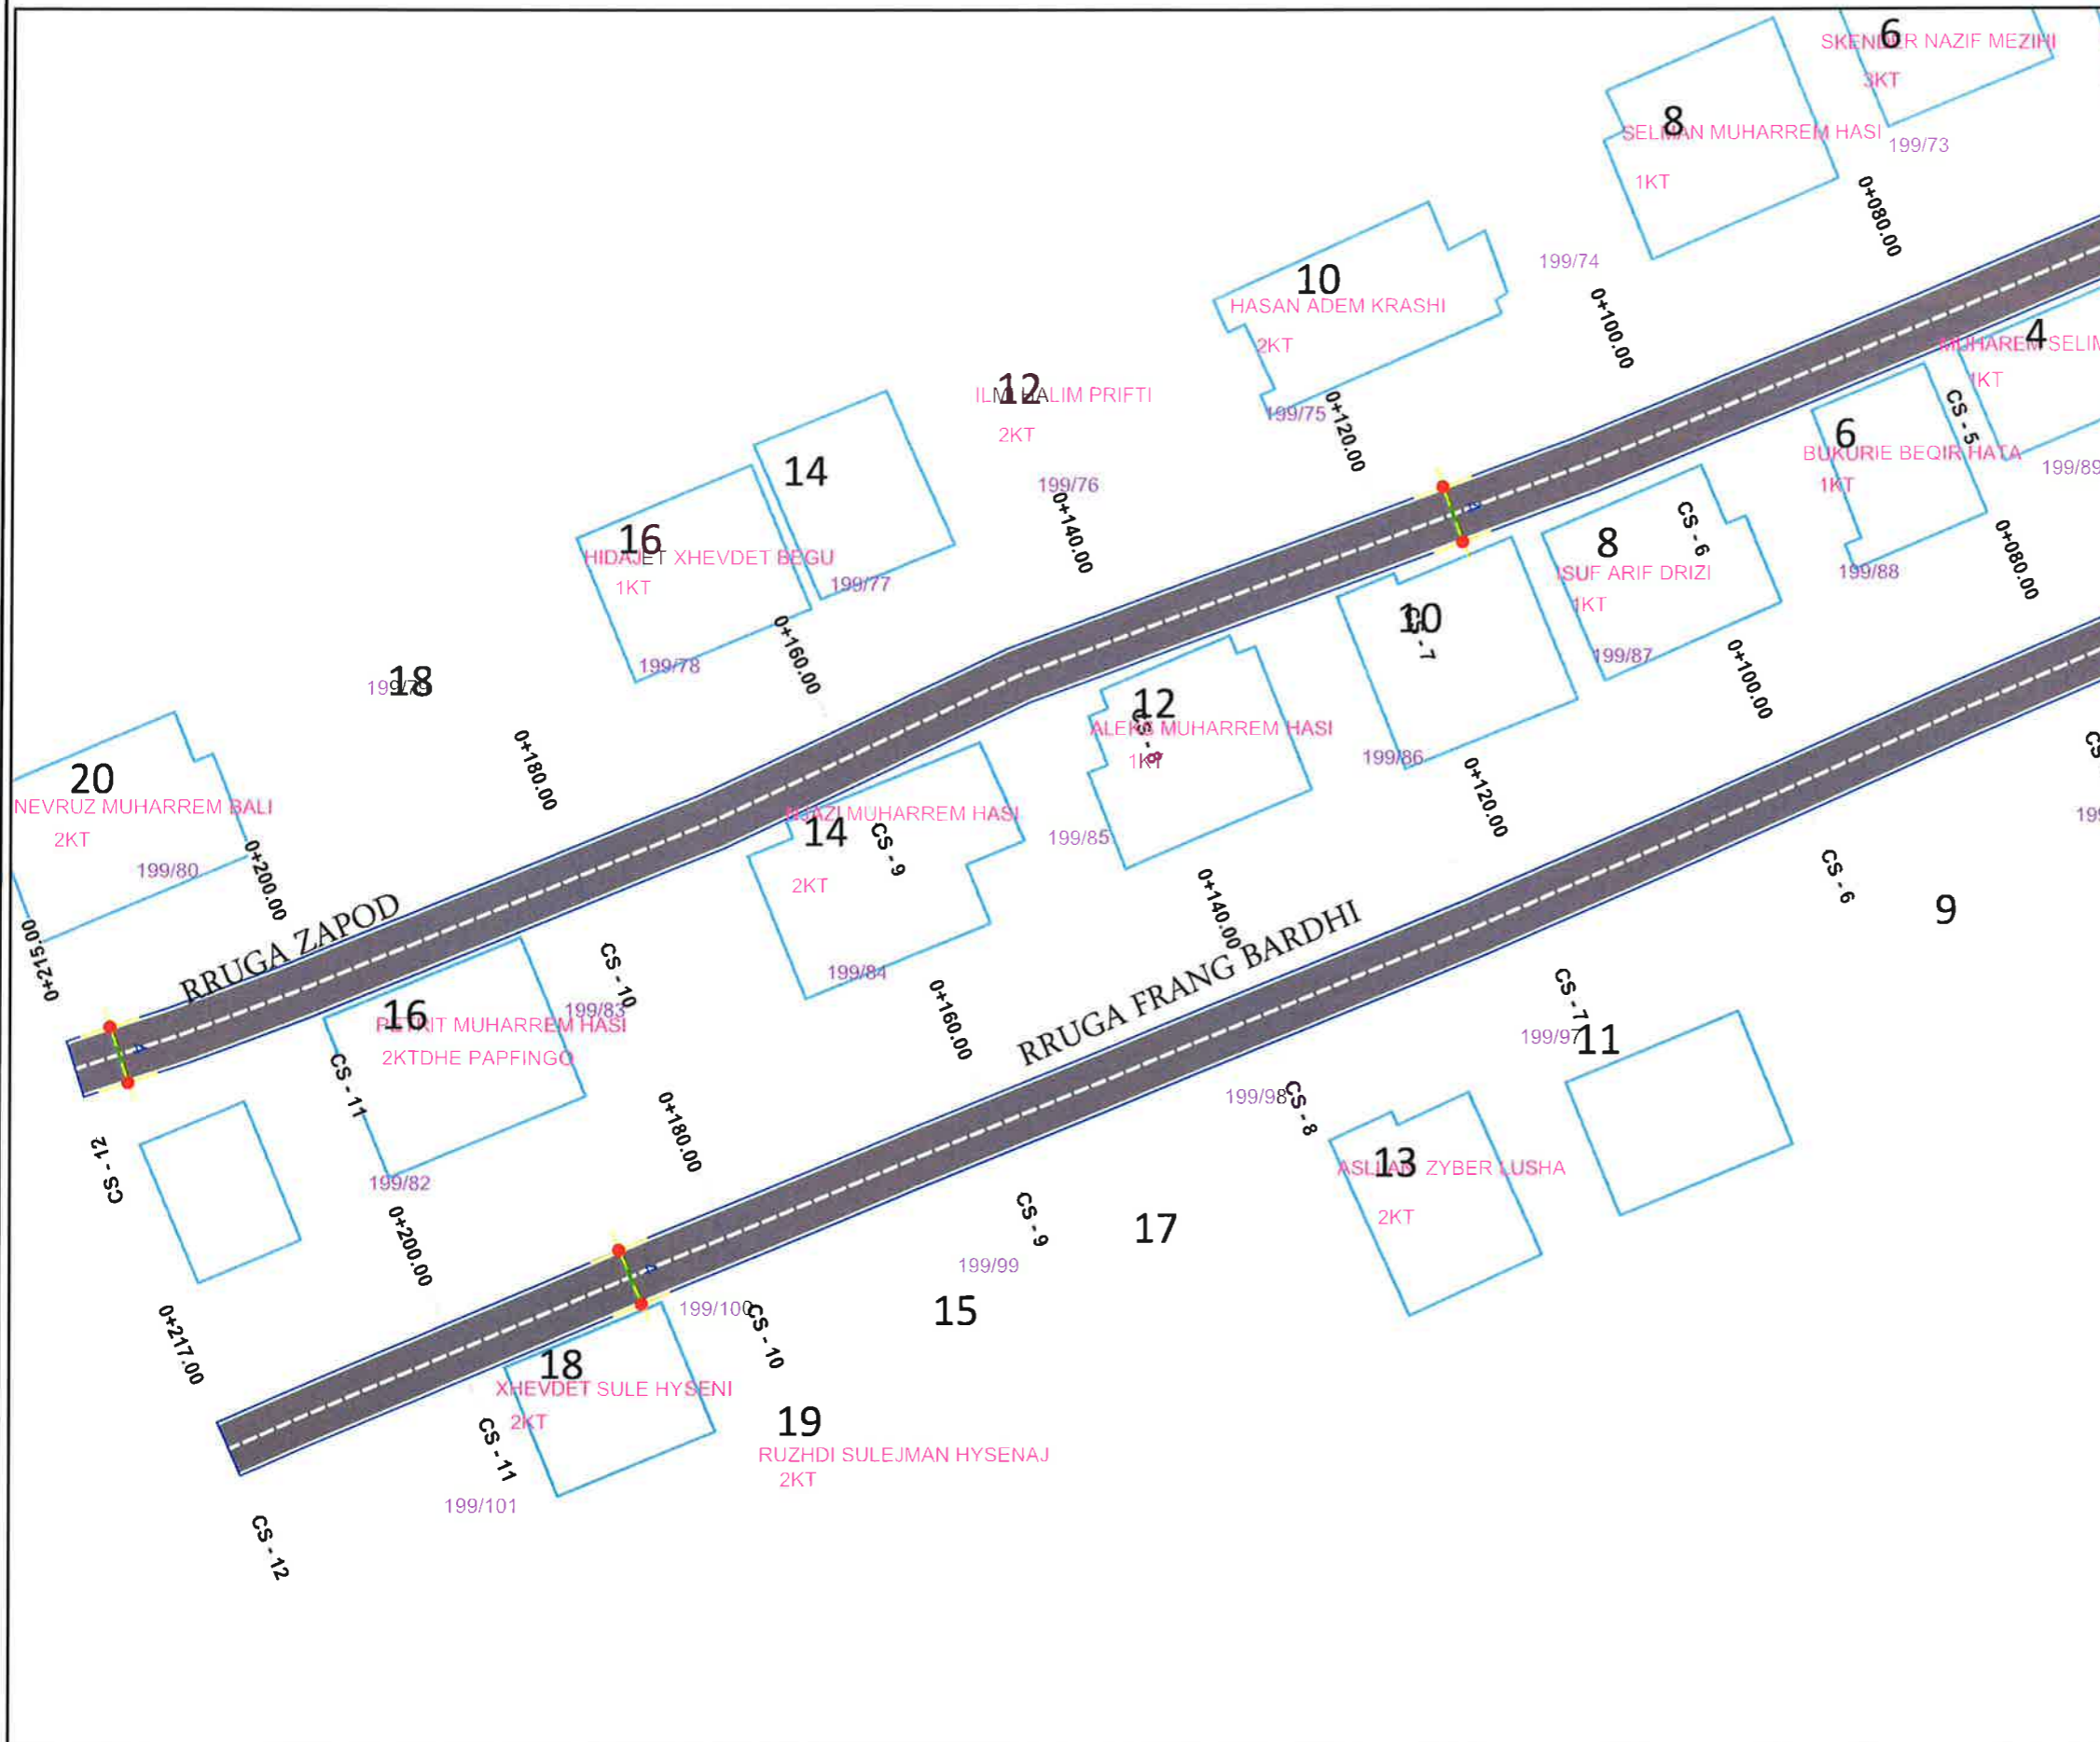 6
SKENDER NAZIF MEZIHI
3KT
199/73
8
SELMAN MUHARREM HASI
1KT
0+080.00
199/74
0+100.00
10
HASAN ADEM KRASHI
2KT
199/75
0+120.00
12
ILMI HALIM PRIFTI
2KT
199/76
0+140.00
14
199/77
16
HIDAJET XHEVDET BEGU
1KT
199/78
0+160.00
18
199/79
0+180.00
20
NEVRUZ MUHARREM BALI
2KT
199/80
0+200.00
0+215.00
RRUGA ZAPOD
4
MUHAREM SELIM
1KT
199/89
CS - 5
6
BUKURIE BEQIR HATA
1KT
199/88
0+080.00
CS - 6
8
ISUF ARIF DRIZI
1KT
199/87
0+100.00
10
CS - 7
199/86
0+120.00
12
ALEKS MUHARREM HASI
1KT
CS - 8
199/85
0+140.00
14
NJAZI MUHARREM HASI
2KT
CS - 9
199/84
0+160.00
CS - 10
199/83
16
PETRIT MUHARREM HASI
2KTDHE PAPFINGO
CS - 11
199/82
0+180.00
CS - 12
0+200.00
0+217.00
RRUGA FRANG BARDHI
CS - 6
9
CS - 7
199/97
11
199/98
CS - 8
13
ASLLAN ZYBER LUSHA
2KT
17
CS - 9
199/99
15
199/100
CS - 10
18
XHEVDET SULE HYSENI
2KT
19
RUZHDI SULEJMAN HYSENAJ
2KT
CS - 11
199/101
CS - 12